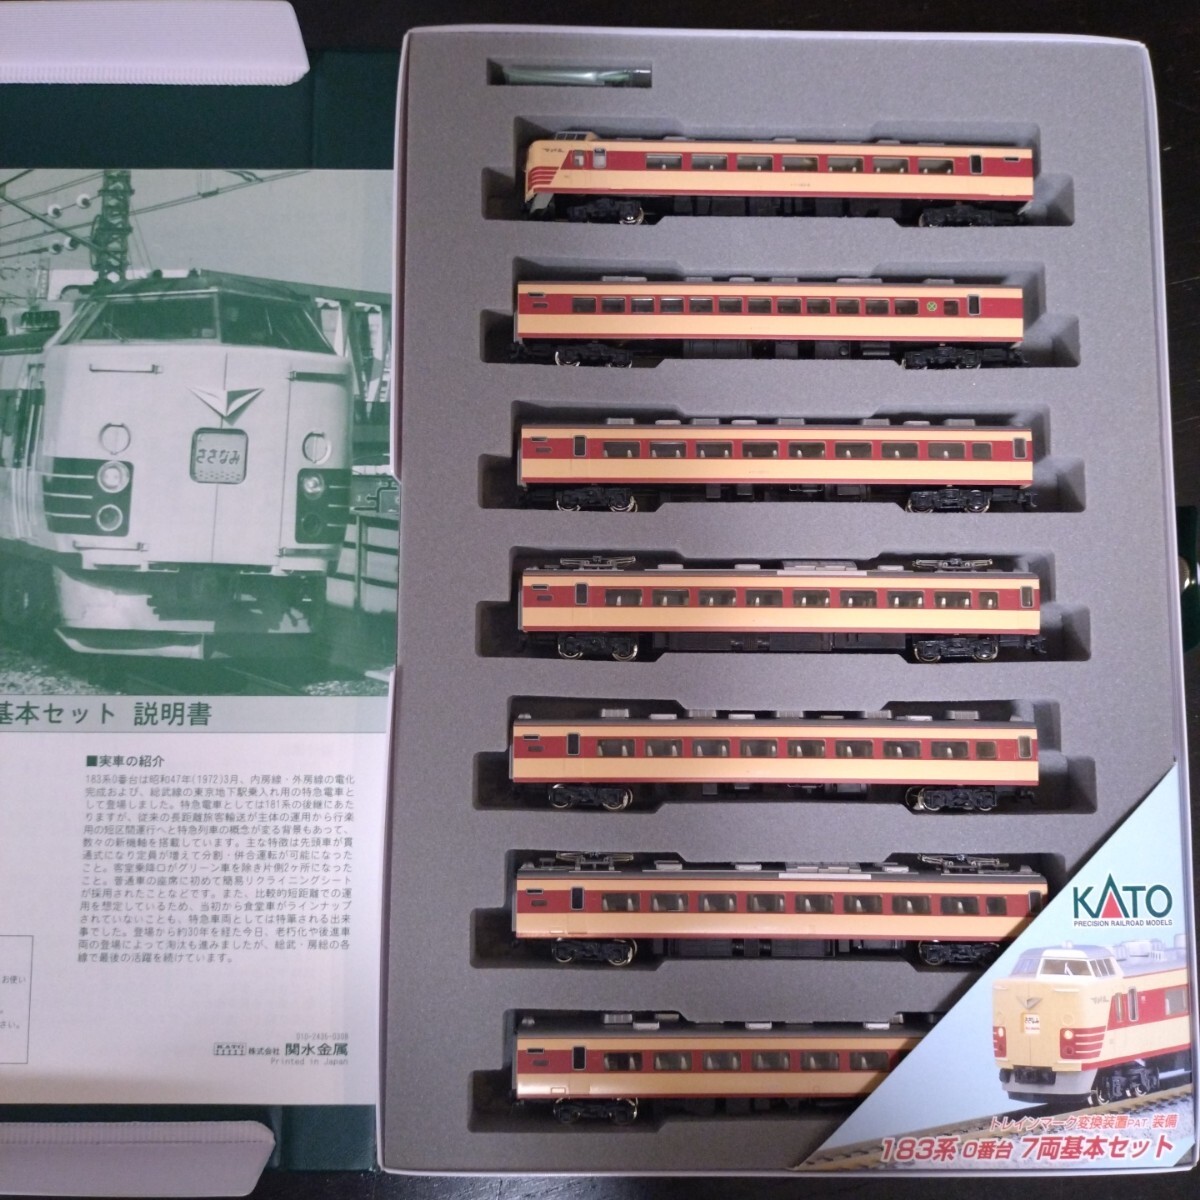 さざなみ
基本セット 説明書
■実車の紹介
183系0番台は昭和47年(1972)3月、内房線・外房線の電化
完成および、総武線の東京地下駅乗入れ用の特急電車と
して登場しました。特急電車としては181系の後継にあた
りますが、従来の長距離旅客輸送が主体の運用から行楽
用の短区間運行へと特急列車の概念が変る背景もあって、
数々の新機軸を搭載しています。主な特徴は先頭車が貫
通式になり定員が増えて分割・併合運転が可能になった
こと。客室乗降口がグリーン車を除き片側2ヶ所になった
こと。普通車の座席に初めて簡易リクライニングシート
が採用されたことなどです。また、比較的短距離での運
用を想定しているため、当初から食堂車がラインナップ
されていないことも、特急車両としては特筆される出来
事でした。登場から約30年を経た今日、老朽化や後進車
両の登場によって淘汰も進みましたが、総武・房総の各
線で最後の活躍を続けています。
お使い
さい。
KATO 株式会社 関水金属
Printed in Japan
KATO
PRECISION RAILROAD MODELS
トレインマーク変換装置PAT.装備
183系 0番台 7両基本セット